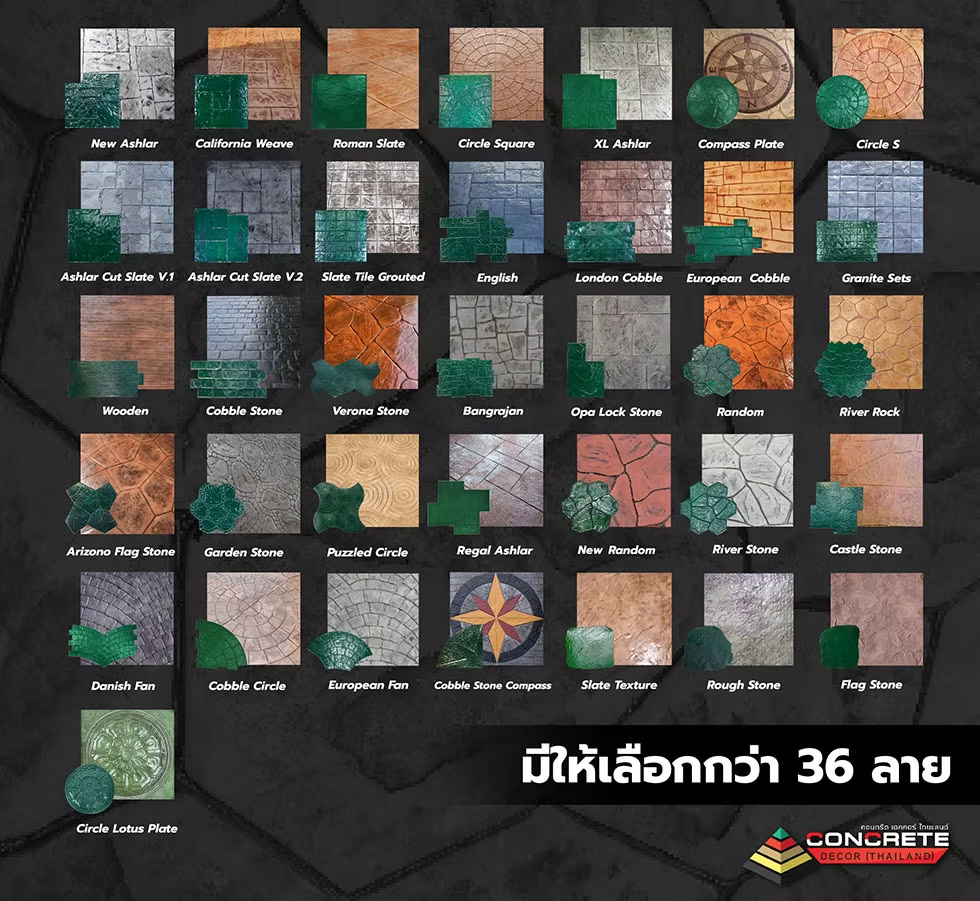 New Ashlar
California Weave
Roman Slate
Circle Square
XL Ashlar
Compass Plate
Circle S
Ashlar Cut Slate V.1
Ashlar Cut Slate V.2
Slate Tile Grouted
English
London Cobble
European Cobble
Granite Sets
Wooden
Cobble Stone
Verona Stone
Bangrajan
Opa Lock Stone
Random
River Rock
Arizono Flag Stone
Garden Stone
Puzzled Circle
Regal Ashlar
New Random
River Stone
Castle Stone
Danish Fan
Cobble Circle
European Fan
Cobble Stone Compass
Slate Texture
Rough Stone
Flag Stone
Circle Lotus Plate
มีให้เลือกกว่า 36 ลาย
คอนกรีต เดคคอร์ ไทยแลนด์
CONCRETE
DECOR (THAILAND)